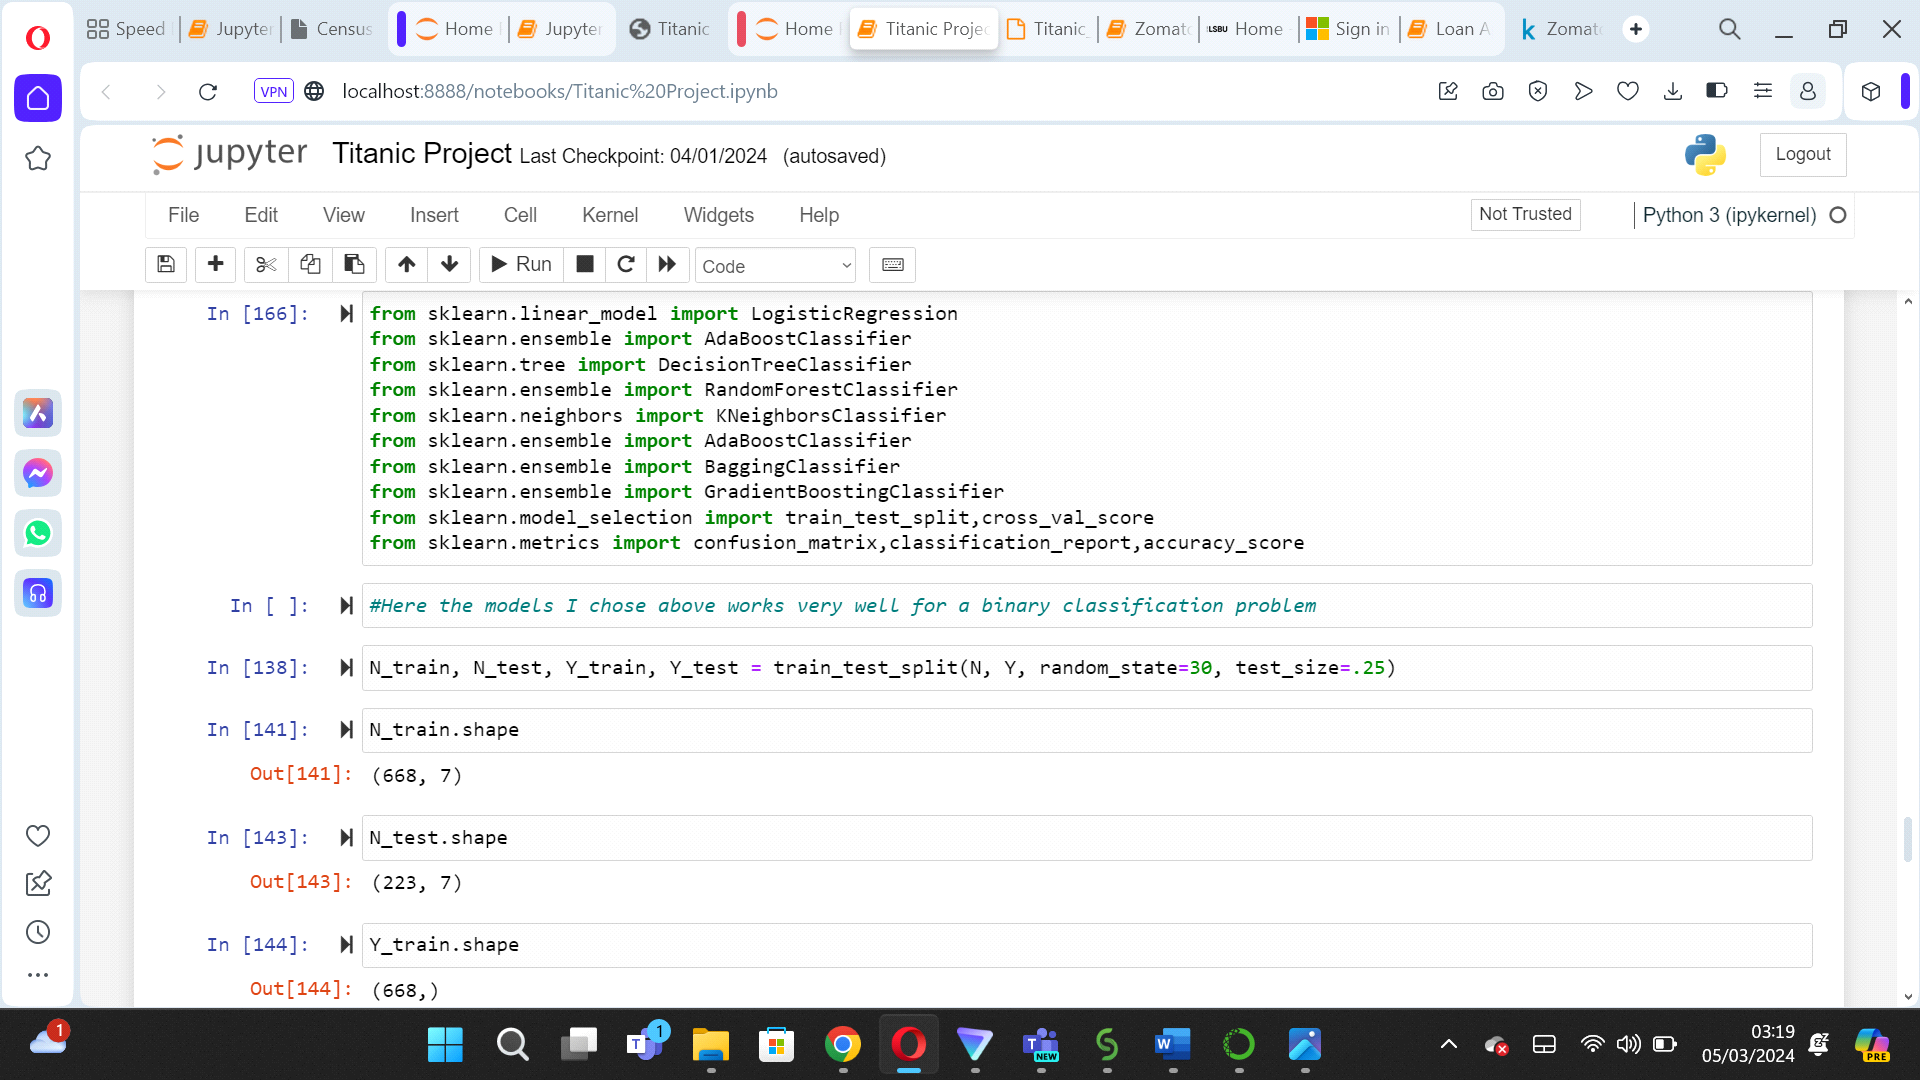 Speed
Jupyter
Census
Home
Jupyter
Titanic
Home
Titanic Projec
Titanic_
Zomato
LSBU Home
Sign in
Loan A
Zomato
VPN
localhost:8888/notebooks/Titanic%20Project.ipynb
jupyter Titanic Project Last Checkpoint: 04/01/2024 (autosaved)
Logout
File Edit View Insert Cell Kernel Widgets Help
Not Trusted
Python 3 (ipykernel)
Run
Code
In [166]:
from sklearn.linear_model import LogisticRegression
from sklearn.ensemble import AdaBoostClassifier
from sklearn.tree import DecisionTreeClassifier
from sklearn.ensemble import RandomForestClassifier
from sklearn.neighbors import KNeighborsClassifier
from sklearn.ensemble import AdaBoostClassifier
from sklearn.ensemble import BaggingClassifier
from sklearn.ensemble import GradientBoostingClassifier
from sklearn.model_selection import train_test_split,cross_val_score
from sklearn.metrics import confusion_matrix,classification_report,accuracy_score
In [ ]: #Here the models I chose above works very well for a binary classification problem
In [138]: N_train, N_test, Y_train, Y_test = train_test_split(N, Y, random_state=30, test_size=.25)
In [141]: N_train.shape
Out[141]: (668, 7)
In [143]: N_test.shape
Out[143]: (223, 7)
In [144]: Y_train.shape
Out[144]: (668,)
1
1
NEW
03:19
05/03/2024
PRE